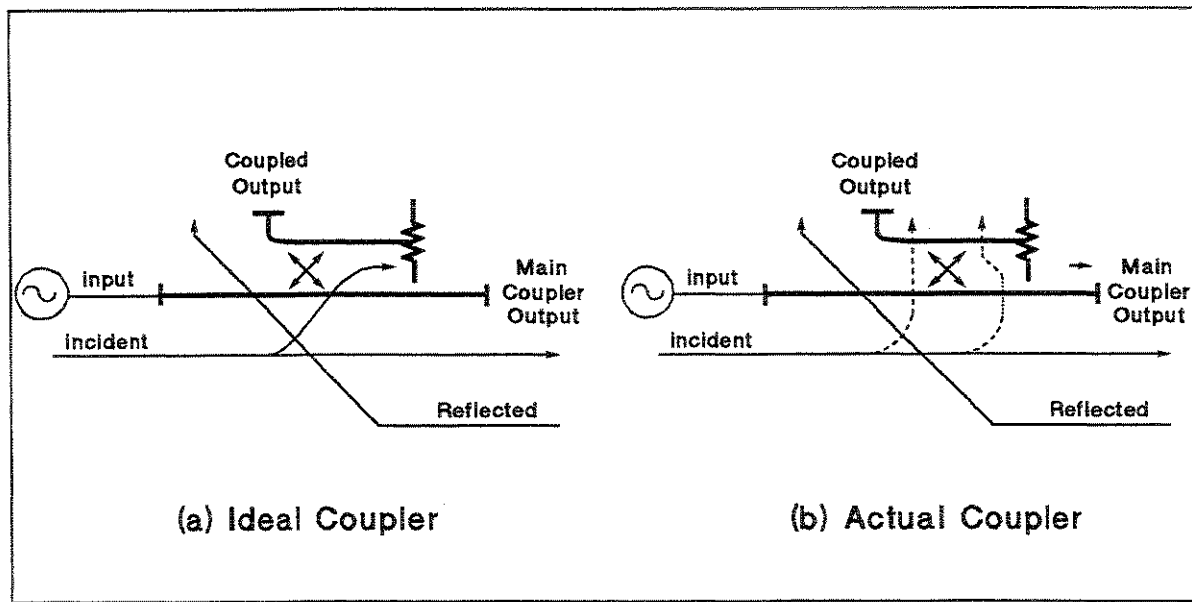 Coupled
Output
input
Main
Coupler
Output
incident
Reflected
(a) Ideal Coupler
Coupled
Output
input
Main
Coupler
Output
incident
Reflected
(b) Actual Coupler